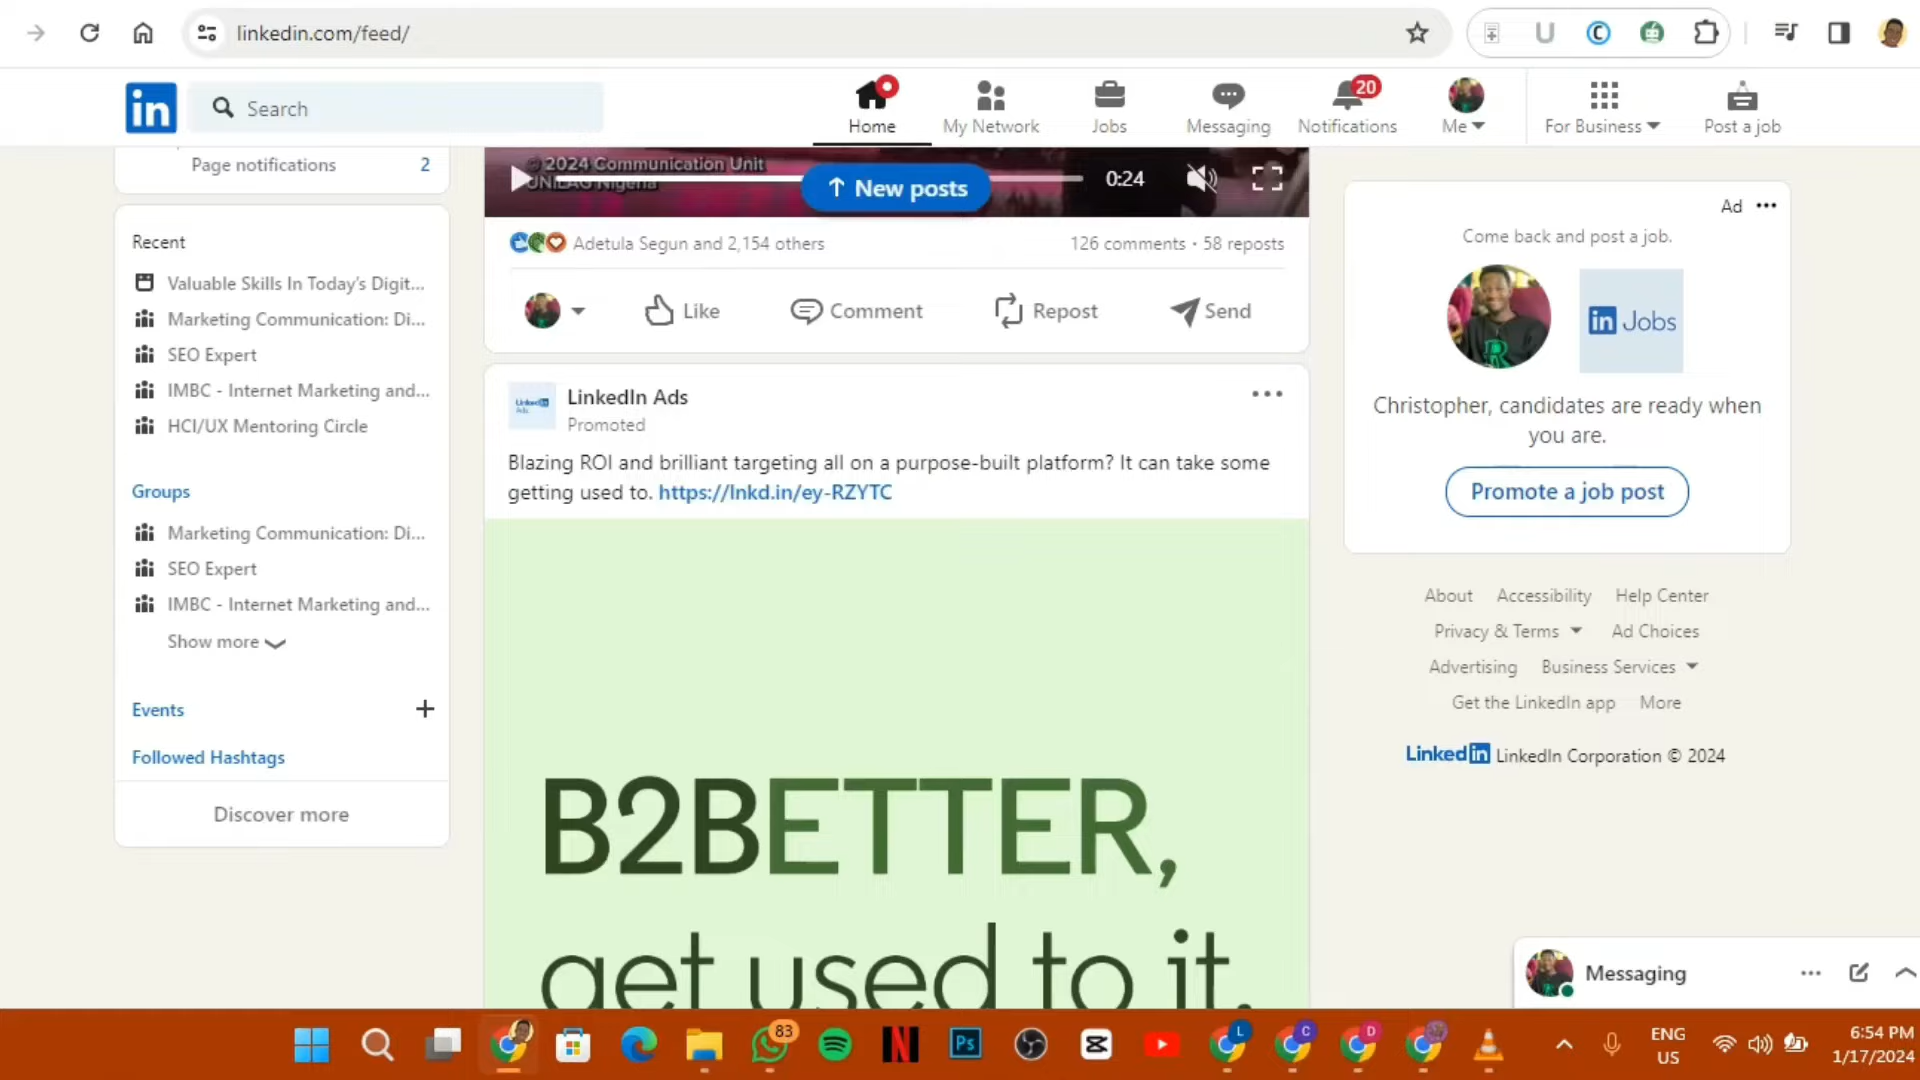 linkedin.com/feed/
U
C
in
Search
Home
My Network
Jobs
Messaging
20
Notifications
Me
For Business
Post a job
Page notifications
2
Recent
Valuable Skills In Today's Digit...
Marketing Communication: Di...
SEO Expert
IMBC - Internet Marketing and...
HCI/UX Mentoring Circle
Groups
Marketing Communication: Di...
SEO Expert
IMBC - Internet Marketing and...
Show more
Events
Followed Hashtags
Discover more
© 2024 Communication Unit
UNILAG Nigeria
↑ New posts
0:24
Adetula Segun and 2,154 others
126 comments • 58 reposts
Like
Comment
Repost
Send
LinkedIn Ads
LinkedIn Ads
Promoted
Blazing ROI and brilliant targeting all on a purpose-built platform? It can take some
getting used to. https://lnkd.in/ey-RZYTC
B2BETTER,
get used to it.
Ad
Come back and post a job.
R
in Jobs
Christopher, candidates are ready when
you are.
Promote a job post
About Accessibility Help Center
Privacy & Terms Ad Choices
Advertising Business Services
Get the LinkedIn app More
LinkedIn LinkedIn Corporation © 2024
Messaging
83
N
Ps
L
C
D
ENG
US
6:54 PM
1/17/2024